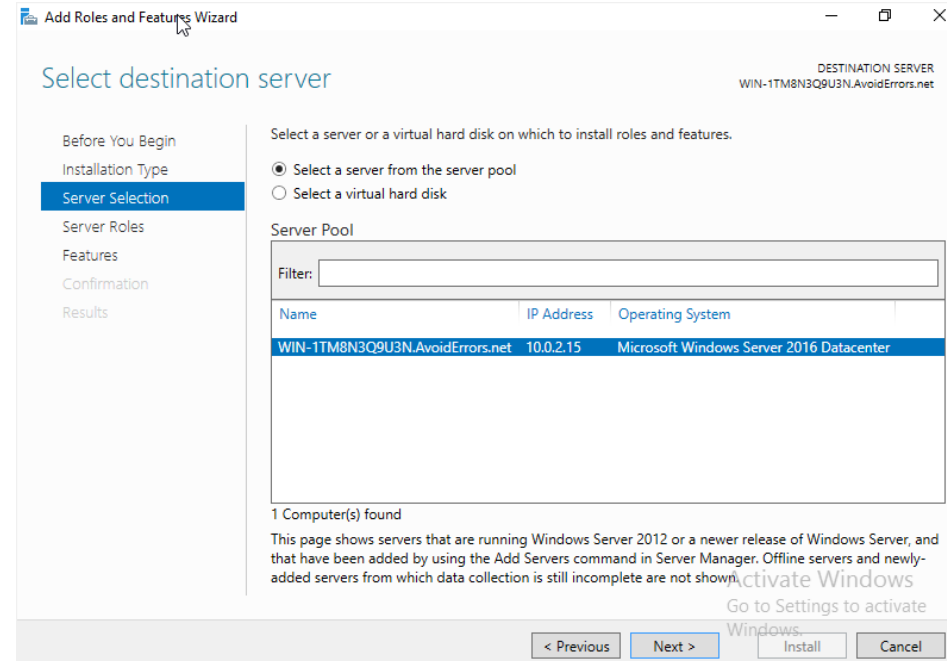 Add Roles and Features Wizard
Select destination server
DESTINATION SERVER
WIN-1TM8N3Q9U3N.AvoidErrors.net
Before You Begin
Installation Type
Server Selection
Server Roles
Features
Confirmation
Results
Select a server or a virtual hard disk on which to install roles and features.
Select a server from the server pool
Select a virtual hard disk
Server Pool
Filter:
Name IP Address Operating System
WIN-1TM8N3Q9U3N.AvoidErrors.net 10.0.2.15 Microsoft Windows Server 2016 Datacenter
1 Computer(s) found
This page shows servers that are running Windows Server 2012 or a newer release of Windows Server, and
that have been added by using the Add Servers command in Server Manager. Offline servers and newly-
added servers from which data collection is still incomplete are not shown.
Activate Windows
Go to Settings to activate
Windows.
< Previous Next > Install Cancel